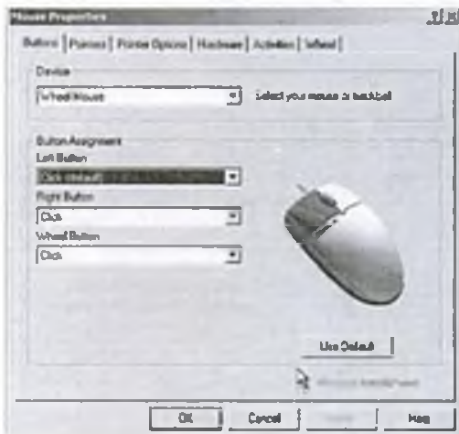 Mouse Properties
Buttons Pointers Pointer Options Hardware Activities Wheel
Device
Wheel Mouse
Select your mouse or trackball
Button Assignment
Left Button
Click (default)
Right Button
Click
Wheel Button
Click
Use Default
OK Cancel Help